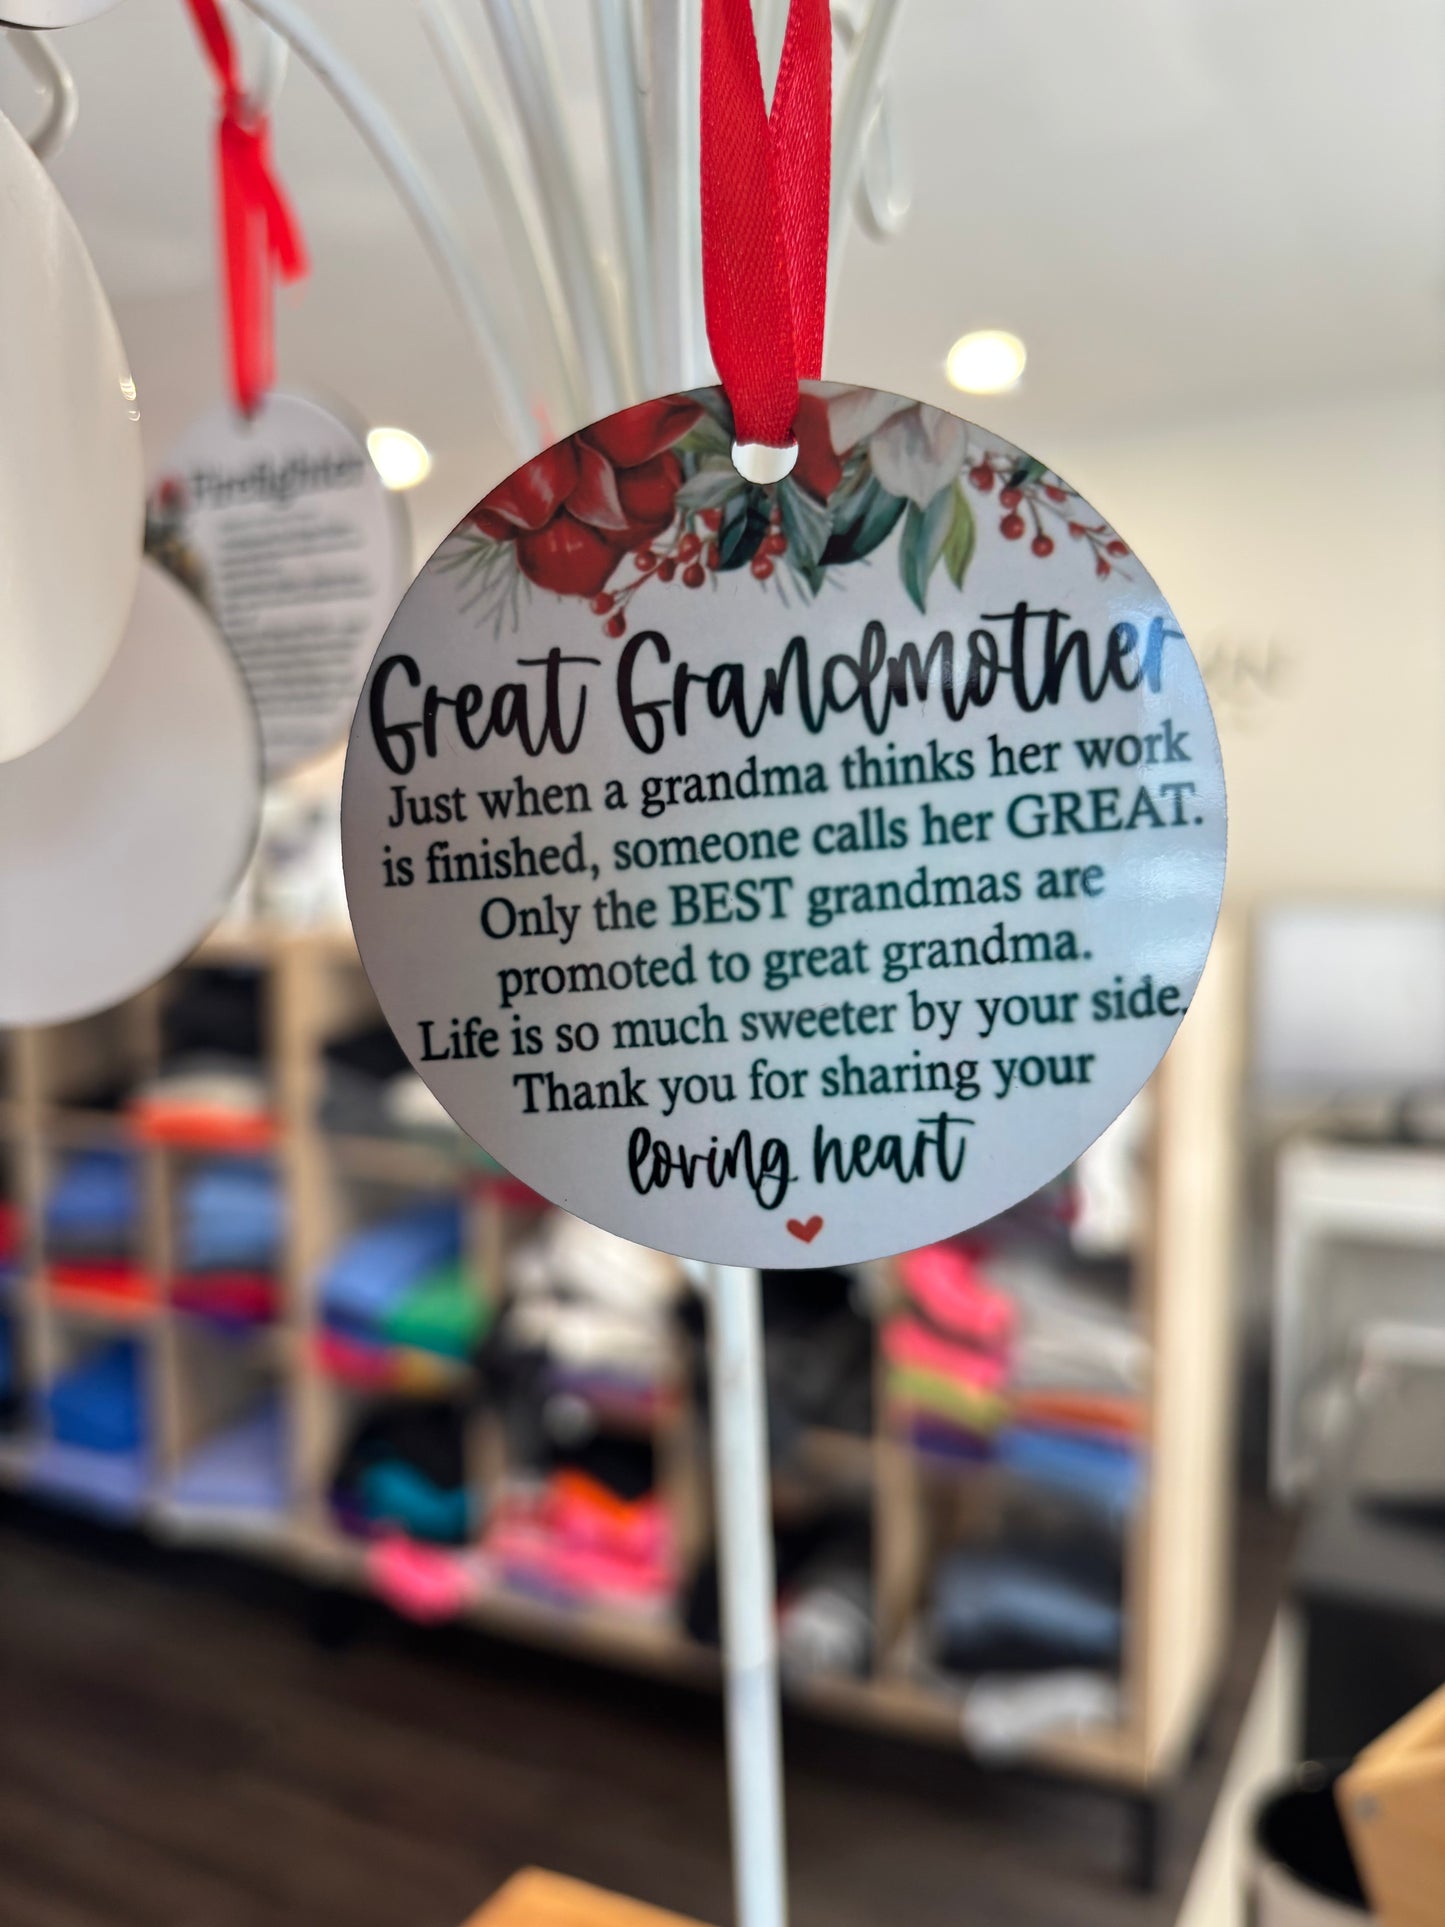 Great Grandmother
Just when a grandma thinks her work
is finished, someone calls her GREAT.
Only the BEST grandmas are
promoted to great grandma.
Life is so much sweeter by your side.
Thank you for sharing your
loving heart
Firefighter